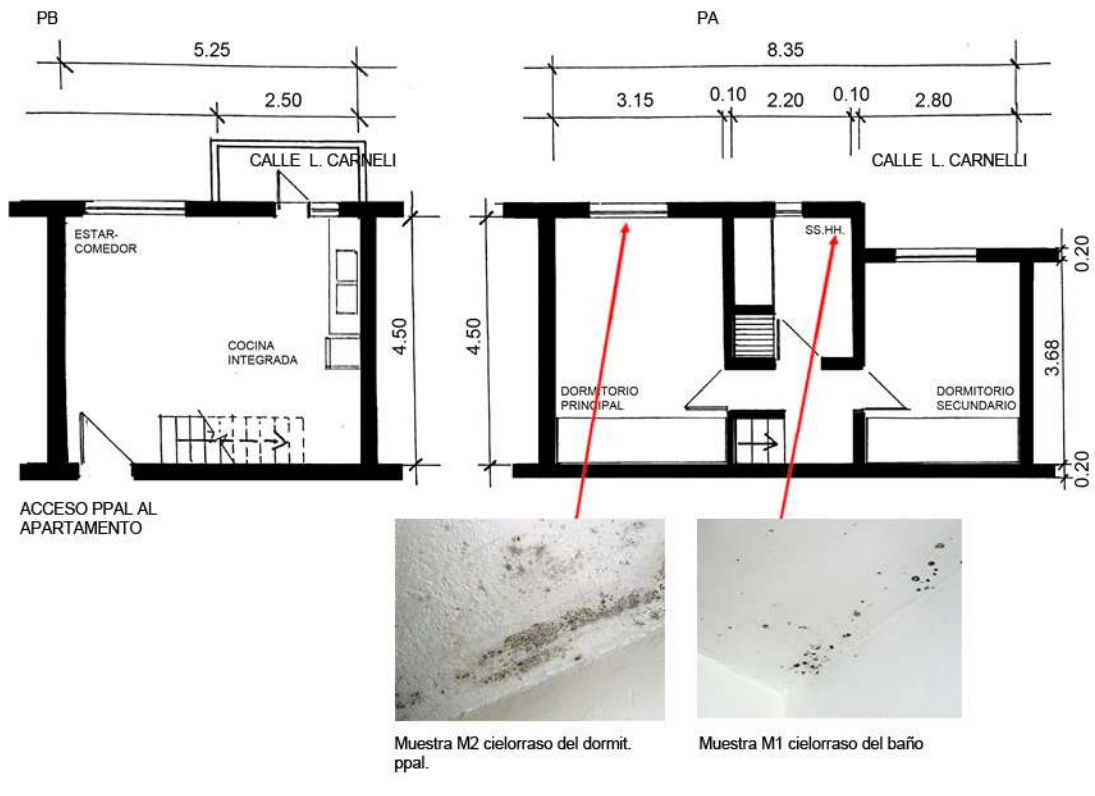 PB
PA
5.25
8.35
2.50
3.15
0.10
2.20
0.10
2.80
CALLE L. CARNELI
CALLE L. CARNELLI
ESTAR-
COMEDOR
SS.HH.
0.20
COCINA
INTEGRADA
4.50
4.50
3.68
DORMITORIO
PRINCIPAL
DORMITORIO
SECUNDARIO
0.20
ACCESO PPAL AL
APARTAMENTO
Muestra M2 cielorraso del dormit.
ppal.
Muestra M1 cielorraso del baño